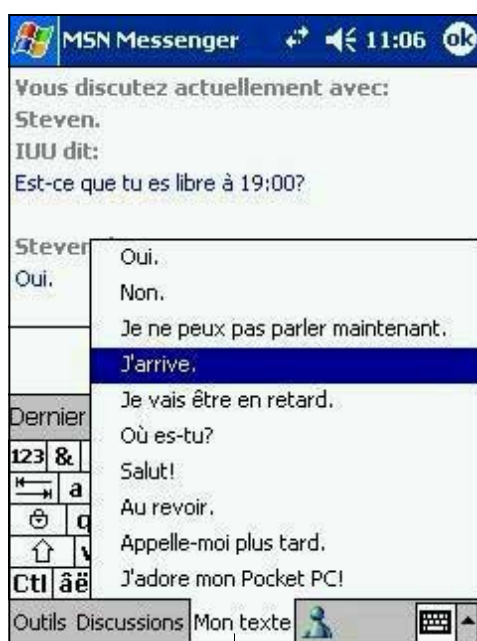 MSN Messenger 11:06 ok
Vous discutez actuellement avec:
Steven.
IUU dit:
Est-ce que tu es libre à 19:00?
Steven
Oui.
Oui.
Non.
Je ne peux pas parler maintenant.
J'arrive.
Je vais être en retard.
Où es-tu?
Salut!
Au revoir.
Appelle-moi plus tard.
J'adore mon Pocket PC!
Dernier
123 &
a
q
Ctl âë
Outils Discussions Mon texte